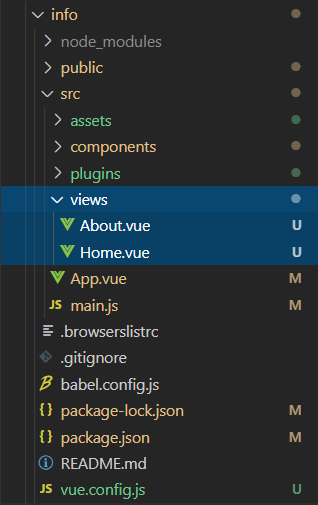 info
node_modules
public
src
assets
components
plugins
views
About.vue U
Home.vue U
App.vue M
JS main.js M
.browserslistrc
.gitignore
babel.config.js
{} package-lock.json M
{} package.json M
README.md
JS vue.config.js U